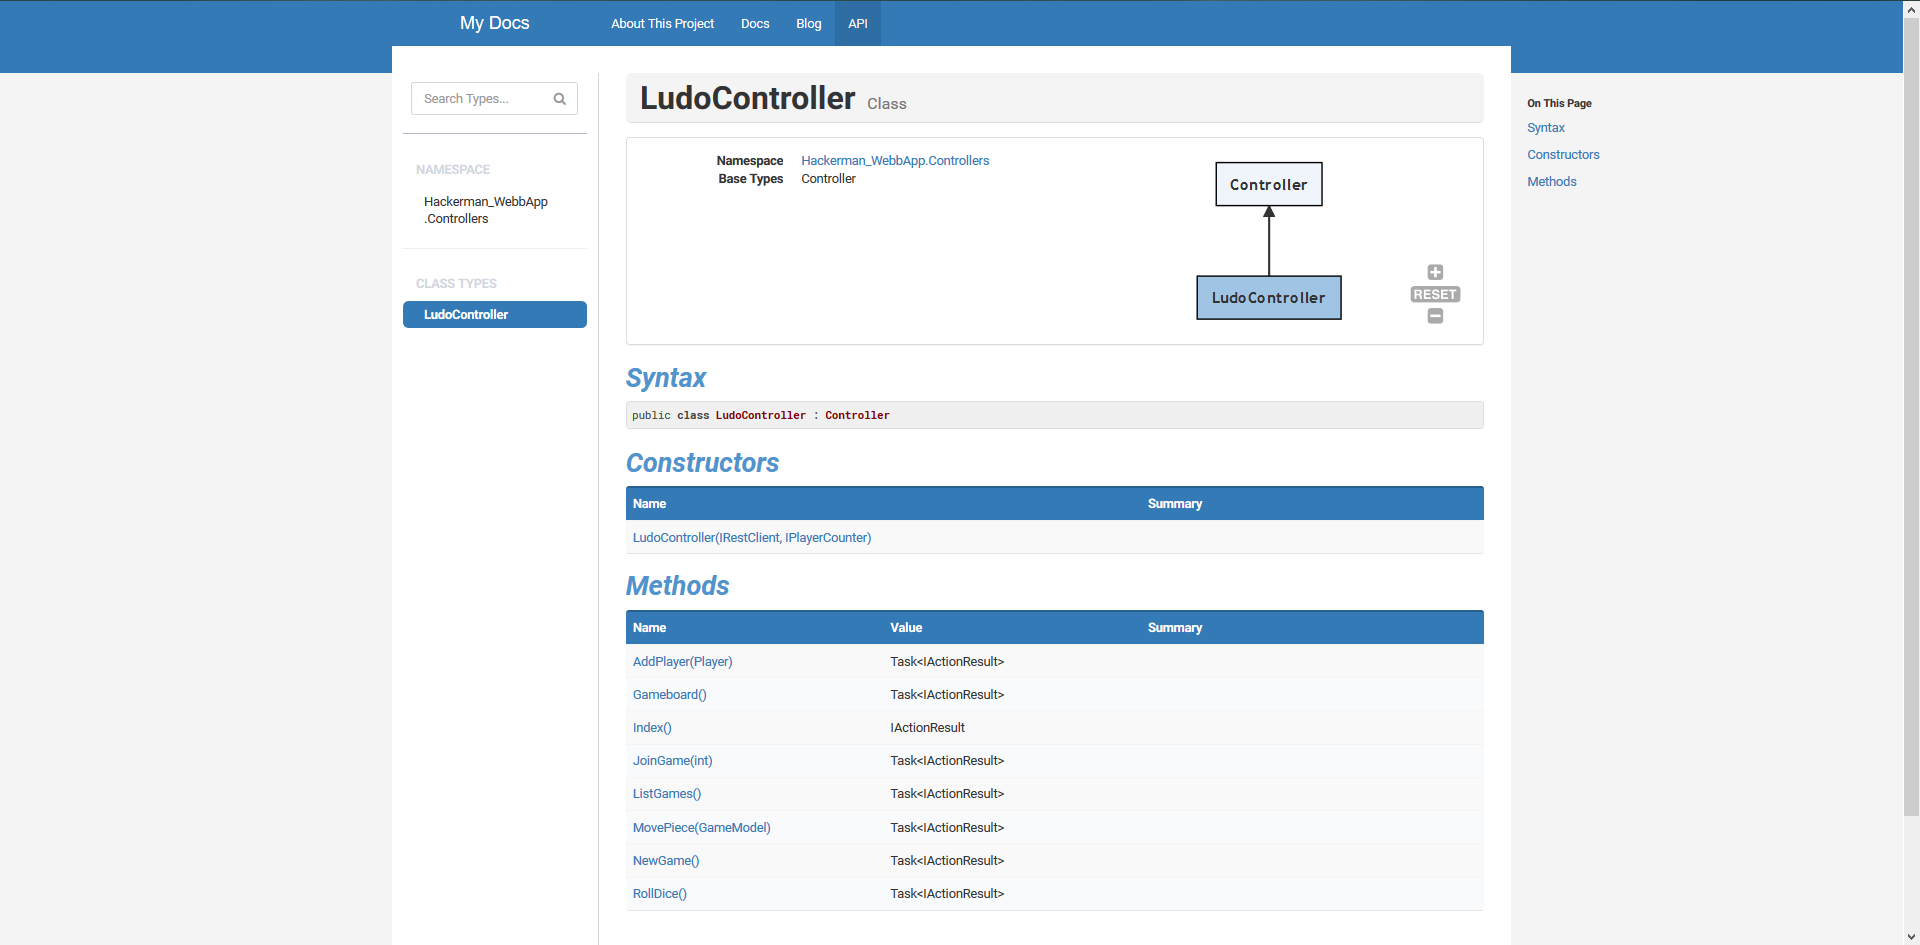 My Docs About This Project Docs Blog API
Search Types...
NAMESPACE
Hackerman_WebbApp
.Controllers
CLASS TYPES
LudoController
LudoController Class
Namespace Hackerman_WebbApp.Controllers
Base Types Controller
Controller
LudoController
RESET
Syntax
public class LudoController : Controller
Constructors
Name Summary
LudoController(IRestClient, IPlayerCounter)
Methods
Name Value Summary
AddPlayer(Player) Task<IActionResult>
Gameboard() Task<IActionResult>
Index() IActionResult
JoinGame(int) Task<IActionResult>
ListGames() Task<IActionResult>
MovePiece(GameModel) Task<IActionResult>
NewGame() Task<IActionResult>
RollDice() Task<IActionResult>
On This Page
Syntax
Constructors
Methods